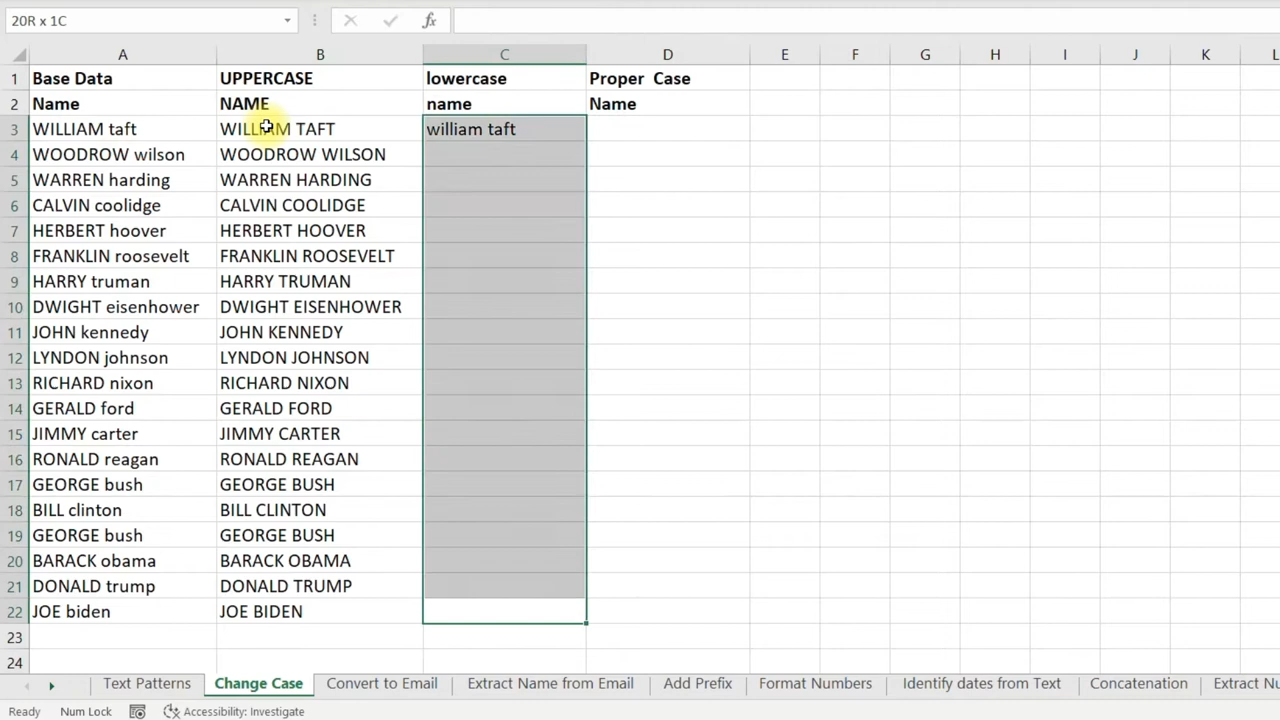 20R x 1C fx
A B C D E F G H I J K L
1 Base Data UPPERCASE lowercase Proper Case
2 Name NAME name Name
3 WILLIAM taft WILLIAM TAFT william taft
4 WOODROW wilson WOODROW WILSON
5 WARREN harding WARREN HARDING
6 CALVIN coolidge CALVIN COOLIDGE
7 HERBERT hoover HERBERT HOOVER
8 FRANKLIN roosevelt FRANKLIN ROOSEVELT
9 HARRY truman HARRY TRUMAN
10 DWIGHT eisenhower DWIGHT EISENHOWER
11 JOHN kennedy JOHN KENNEDY
12 LYNDON johnson LYNDON JOHNSON
13 RICHARD nixon RICHARD NIXON
14 GERALD ford GERALD FORD
15 JIMMY carter JIMMY CARTER
16 RONALD reagan RONALD REAGAN
17 GEORGE bush GEORGE BUSH
18 BILL clinton BILL CLINTON
19 GEORGE bush GEORGE BUSH
20 BARACK obama BARACK OBAMA
21 DONALD trump DONALD TRUMP
22 JOE biden JOE BIDEN
23
24
Text Patterns Change Case Convert to Email Extract Name from Email Add Prefix Format Numbers Identify dates from Text Concatenation Extract Nu
Ready Num Lock Accessibility: Investigate